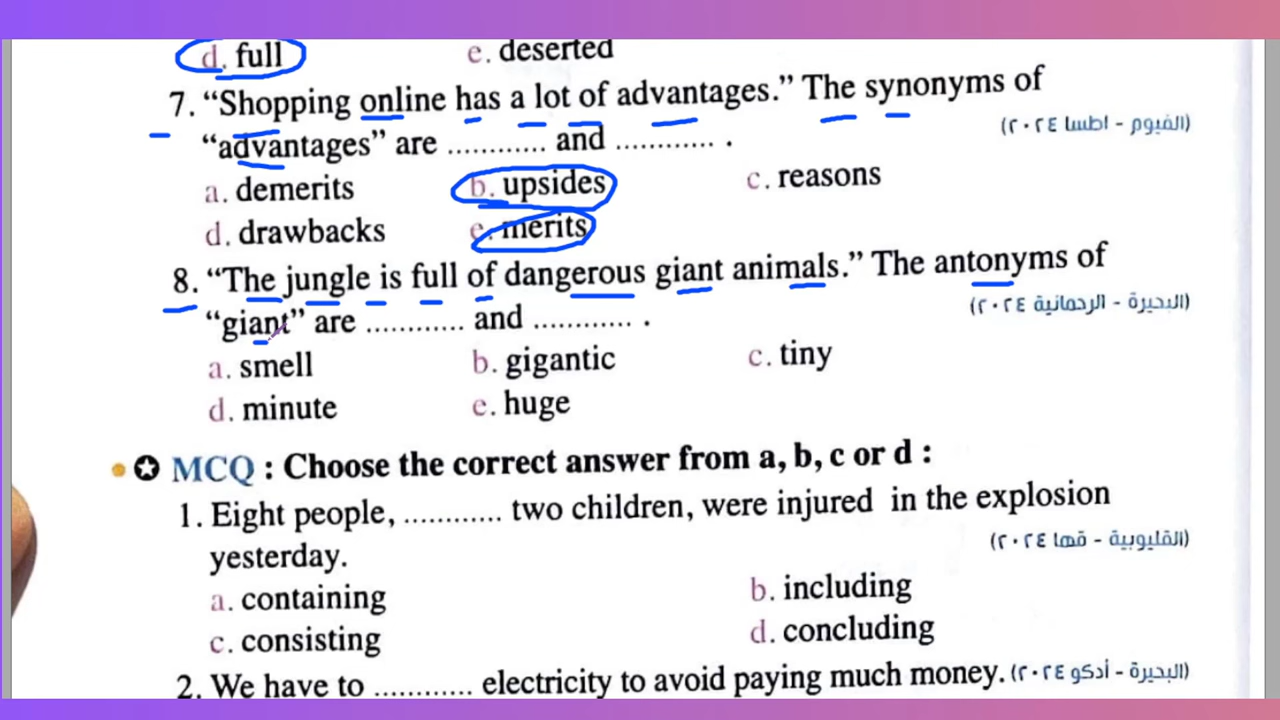 d. full e. deserted
7. “Shopping online has a lot of advantages.” The synonyms of
“advantages” are ............ and ............ . (الفيوم - اطسا ٢٠٢٤)
a. demerits b. upsides c. reasons
d. drawbacks e. merits
8. “The jungle is full of dangerous giant animals.” The antonyms of
“giant” are ............ and ............ . (البحيرة - الرحمانية ٢٠٢٤)
a. smell b. gigantic c. tiny
d. minute e. huge
MCQ : Choose the correct answer from a, b, c or d :
1. Eight people, ............ two children, were injured in the explosion
yesterday. (القليوبية - قها ٢٠٢٤)
a. containing b. including
c. consisting d. concluding
2. We have to ............ electricity to avoid paying much money. (البحيرة - أدكو ٢٠٢٤)